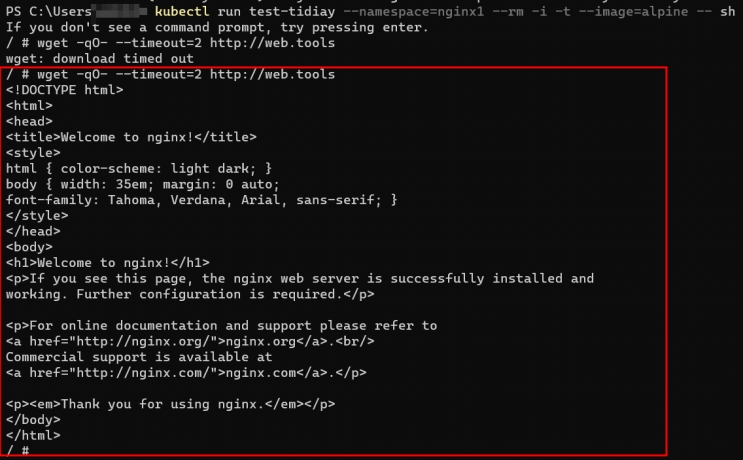 PS C:\Users kubectl run test-tidiay --namespace=nginx1 --rm -i -t --image=alpine -- sh
If you don't see a command prompt, try pressing enter.
/ # wget -qO- --timeout=2 http://web.tools
wget: download timed out
/ # wget -qO- --timeout=2 http://web.tools
<!DOCTYPE html>
<html>
<head>
<title>Welcome to nginx!</title>
<style>
html { color-scheme: light dark; }
body { width: 35em; margin: 0 auto;
font-family: Tahoma, Verdana, Arial, sans-serif; }
</style>
</head>
<body>
<h1>Welcome to nginx!</h1>
<p>If you see this page, the nginx web server is successfully installed and
working. Further configuration is required.</p>

<p>For online documentation and support please refer to
<a href="http://nginx.org/">nginx.org</a>.<br/>
Commercial support is available at
<a href="http://nginx.com/">nginx.com</a>.</p>

<p><em>Thank you for using nginx.</em></p>
</body>
</html>
/ #